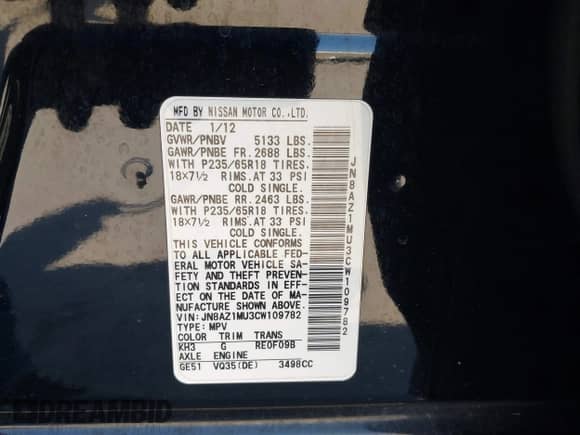 MFD BY NISSAN MOTOR CO.,LTD.
DATE 1/12
GVWR/PNBV 5133 LBS.
GAWR/PNBE FR. 2688 LBS.
WITH P235/65R18 TIRES.
18×7½ RIMS. AT 33 PSI
COLD SINGLE.
GAWR/PNBE RR. 2463 LBS.
WITH P235/65R18 TIRES.
18×7½ RIMS. AT 33 PSI
COLD SINGLE.
THIS VEHICLE CONFORMS
TO ALL APPLICABLE FED-
ERAL MOTOR VEHICLE SA-
FETY AND THEFT PREVEN-
TION STANDARDS IN EFFECT
ON THE DATE OF MA-
NUFACTURE SHOWN ABOVE.
VIN: JN8AZ1MU3CW109782
TYPE: MPV
COLOR TRIM TRANS
KH3 G RE0F09B
AXLE ENGINE
GE51 VQ35(DE) 3498CC
JN8AZ1MU3CW109782
DREAMBID